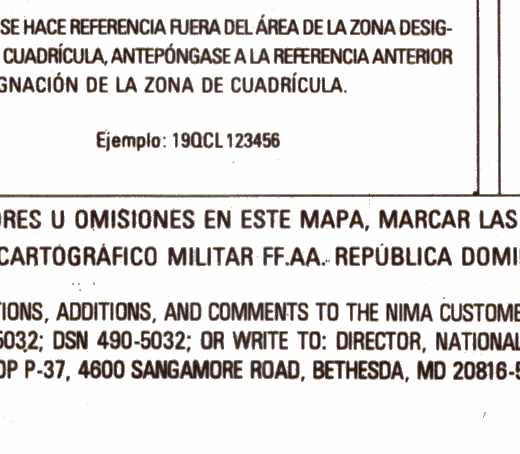 SE HACE REFERENCIA FUERA DEL ÁREA DE LA ZONA DESIG-
CUADRÍCULA, ANTEPÓNGASE A LA REFERENCIA ANTERIOR
GNACIÓN DE LA ZONA DE CUADRÍCULA.
Ejemplo: 19QCL123456
ORES U OMISIONES EN ESTE MAPA, MARCAR LAS
CARTOGRÁFICO MILITAR FF.AA. REPÚBLICA DOMI
TIONS, ADDITIONS, AND COMMENTS TO THE NIMA CUSTOME
5032; DSN 490-5032; OR WRITE TO: DIRECTOR, NATIONAL
OP P-37, 4600 SANGAMORE ROAD, BETHESDA, MD 20816-5